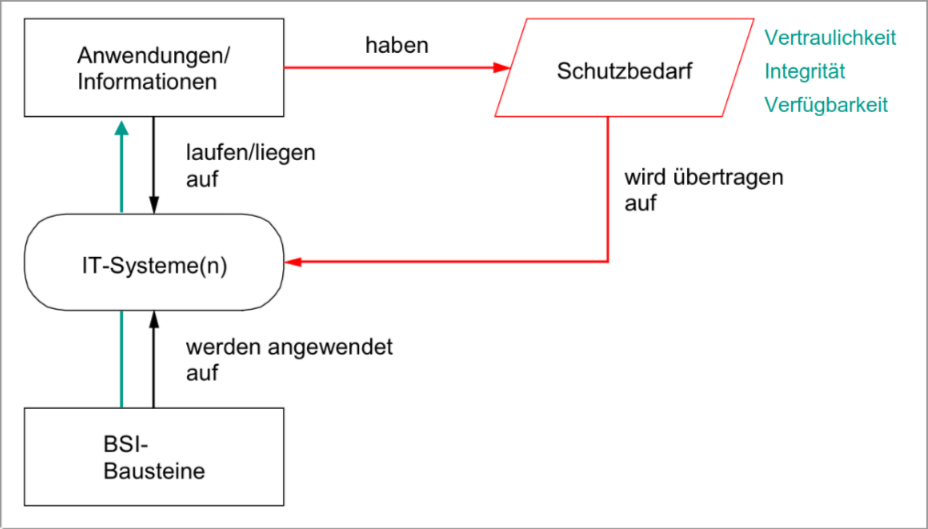 Anwendungen/
Informationen
haben
Schutzbedarf
Vertraulichkeit
Integrität
Verfügbarkeit
laufen/liegen
auf
wird übertragen
auf
IT-Systeme(n)
werden angewendet
auf
BSI-
Bausteine